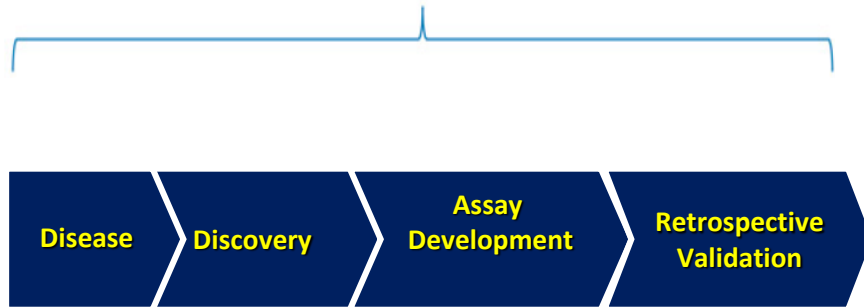 Disease
Discovery
Assay
Development
Retrospective
Validation